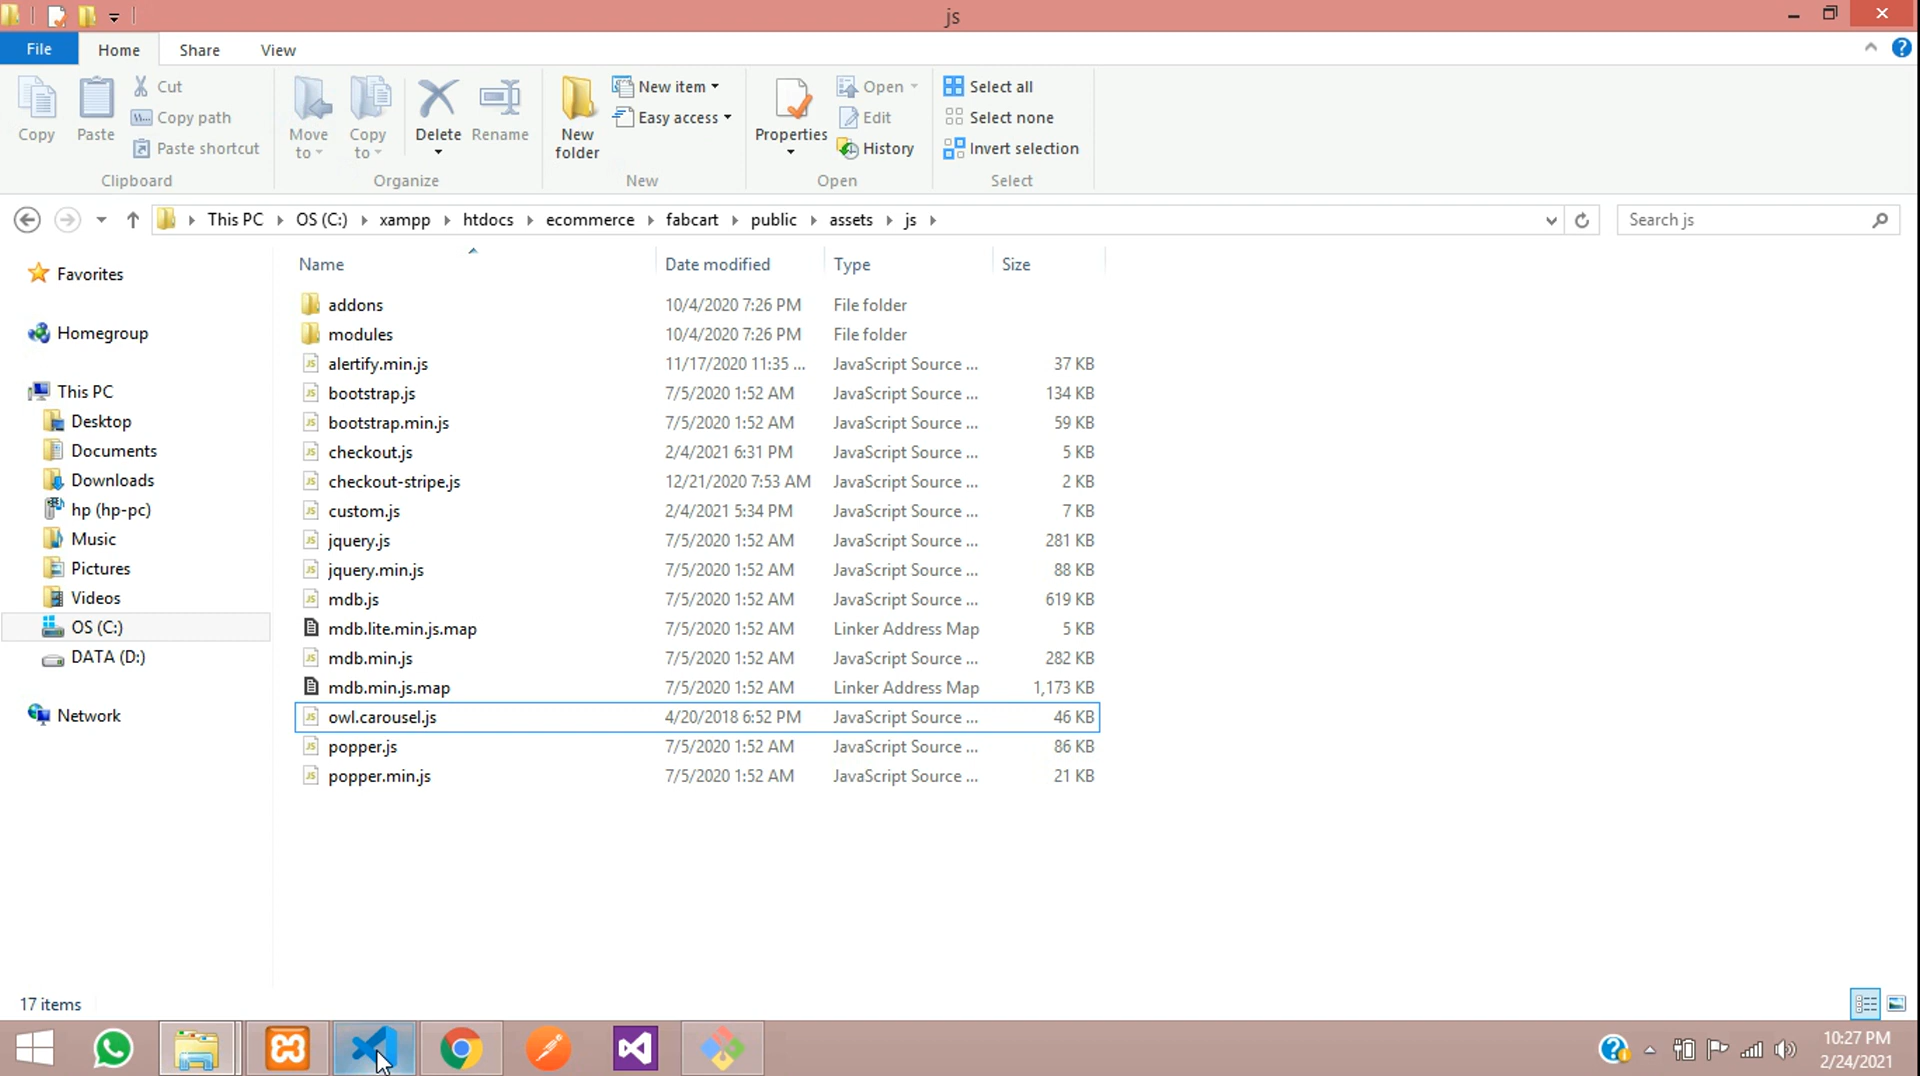 js
File Home Share View
Copy
Paste
Cut
Copy path
Paste shortcut
Clipboard
Move to
Copy to
Delete
Rename
Organize
New folder
New item
Easy access
New
Properties
Open
Edit
History
Open
Select all
Select none
Invert selection
Select
This PC OS (C:) xampp htdocs ecommerce fabcart public assets js
Search js
Favorites
Homegroup
This PC
Desktop
Documents
Downloads
hp (hp-pc)
Music
Pictures
Videos
OS (C:)
DATA (D:)
Network
Name Date modified Type Size
addons 10/4/2020 7:26 PM File folder
modules 10/4/2020 7:26 PM File folder
alertify.min.js 11/17/2020 11:35 ... JavaScript Source ... 37 KB
bootstrap.js 7/5/2020 1:52 AM JavaScript Source ... 134 KB
bootstrap.min.js 7/5/2020 1:52 AM JavaScript Source ... 59 KB
checkout.js 2/4/2021 6:31 PM JavaScript Source ... 5 KB
checkout-stripe.js 12/21/2020 7:53 AM JavaScript Source ... 2 KB
custom.js 2/4/2021 5:34 PM JavaScript Source ... 7 KB
jquery.js 7/5/2020 1:52 AM JavaScript Source ... 281 KB
jquery.min.js 7/5/2020 1:52 AM JavaScript Source ... 88 KB
mdb.js 7/5/2020 1:52 AM JavaScript Source ... 619 KB
mdb.lite.min.js.map 7/5/2020 1:52 AM Linker Address Map 5 KB
mdb.min.js 7/5/2020 1:52 AM JavaScript Source ... 282 KB
mdb.min.js.map 7/5/2020 1:52 AM Linker Address Map 1,173 KB
owl.carousel.js 4/20/2018 6:52 PM JavaScript Source ... 46 KB
popper.js 7/5/2020 1:52 AM JavaScript Source ... 86 KB
popper.min.js 7/5/2020 1:52 AM JavaScript Source ... 21 KB
17 items
10:27 PM
2/24/2021